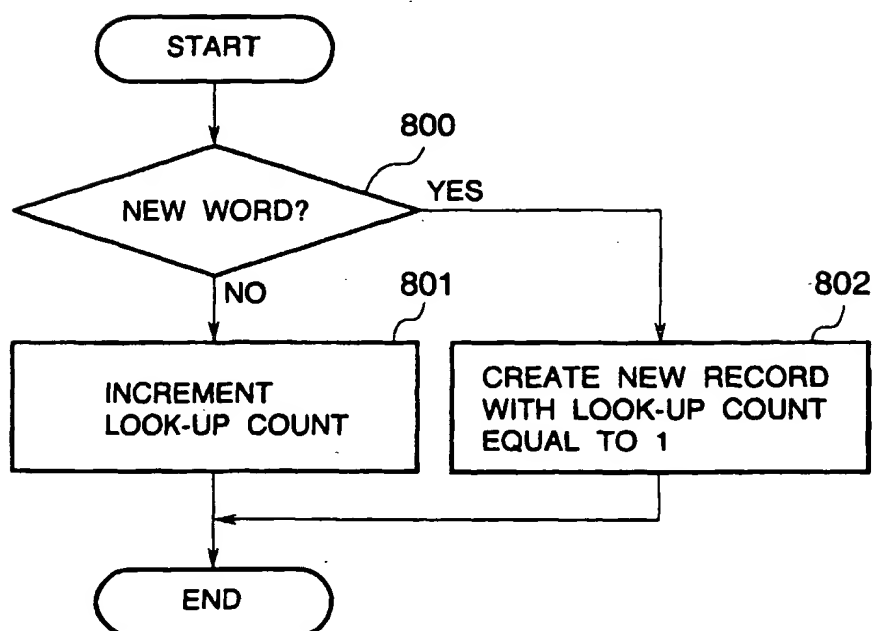 START
800
NEW WORD?
YES
NO
801
802
INCREMENT
LOOK-UP COUNT
CREATE NEW RECORD
WITH LOOK-UP COUNT
EQUAL TO 1
END